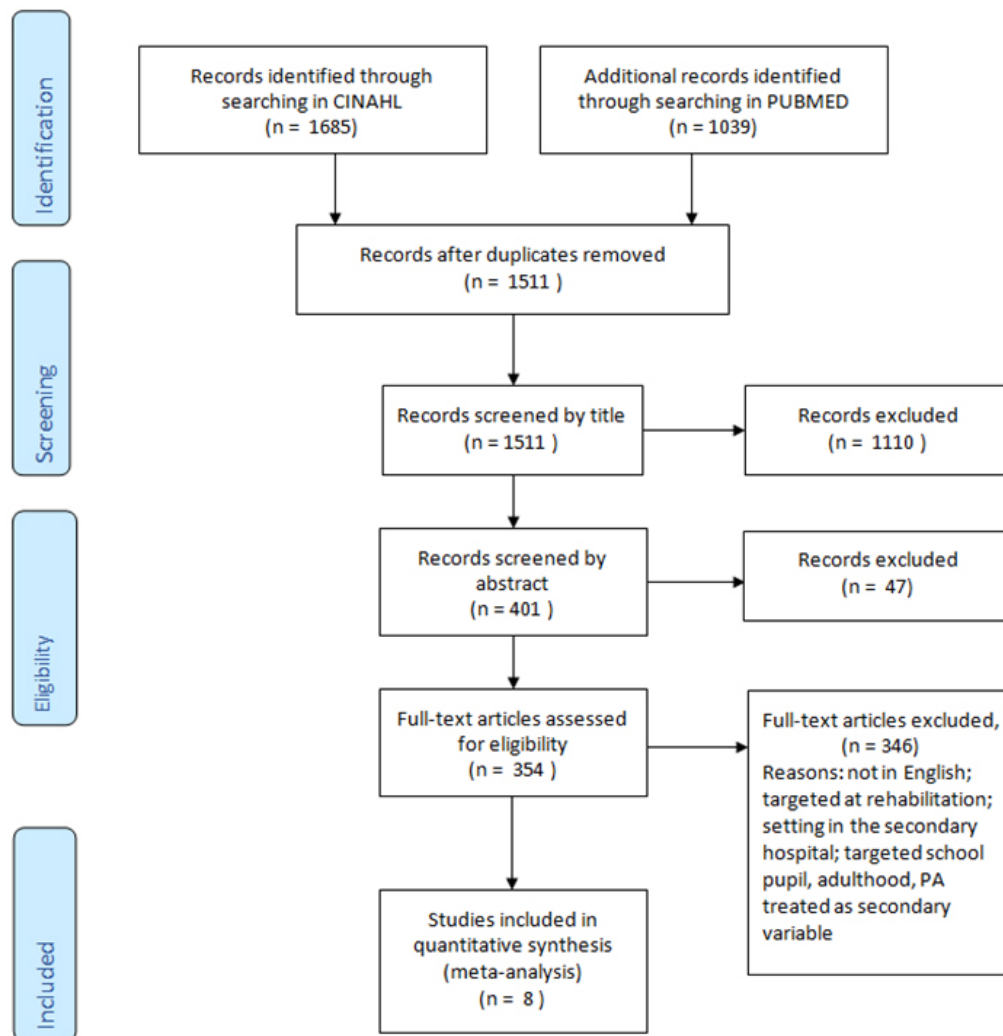 Identification
Records identified through
searching in CINAHL
(n = 1685)
Additional records identified
through searching in PUBMED
(n = 1039)
Records after duplicates removed
(n = 1511 )
Screening
Records screened by title
(n = 1511 )
Records excluded
(n = 1110 )
Eligibility
Records screened by
abstract
(n = 401 )
Records excluded
(n = 47)
Full-text articles assessed
for eligibility
(n = 354 )
Full-text articles excluded,
(n = 346)
Reasons: not in English;
targeted at rehabilitation;
setting in the secondary
hospital; targeted school
pupil, adulthood, PA
treated as secondary
variable
Included
Studies included in
quantitative synthesis
(meta-analysis)
(n = 8 )